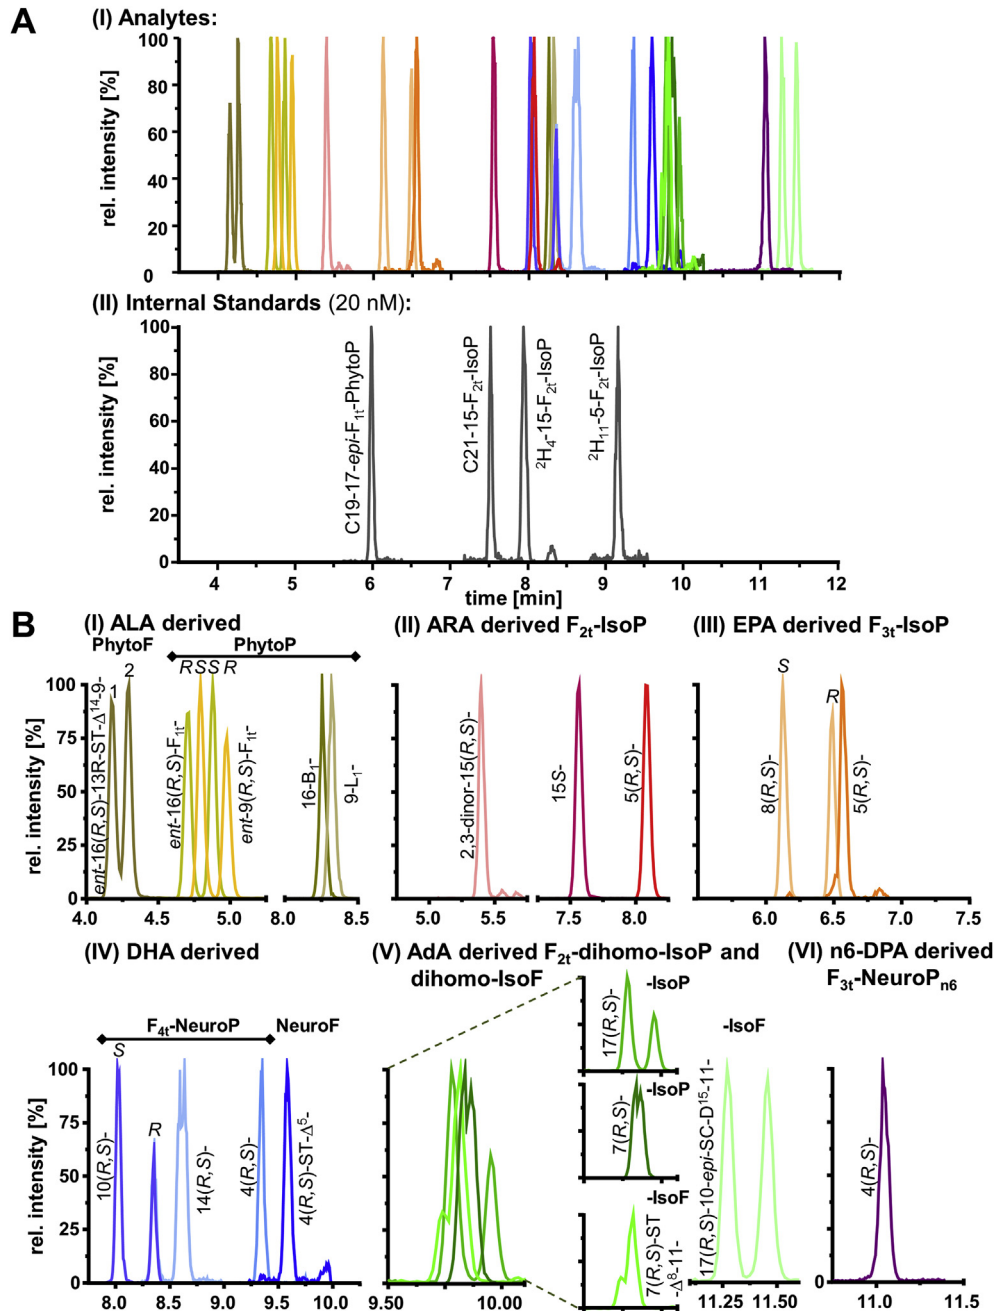 A
(I) Analytes:
rel. intensity [%]
100
80
60
40
20
0
(II) Internal Standards (20 nM):
rel. intensity [%]
100
80
60
40
20
0
C19-17-epi-F1t-PhytoP
C21-15-F2t-IsoP
²H4-15-F2t-IsoP
²H11-5-F2t-IsoP
4 5 6 7 8 9 10 11 12
time [min]
B
(I) ALA derived
PhytoF PhytoP
1 2 R S S R
rel. intensity [%]
100
75
50
25
0
ent-16(R,S)-13R-ST-Δ¹⁴-9-
ent-16(R,S)-F1t-
ent-9(R,S)-F1t-
16-B1-
9-L1-
4.0 4.5 5.0 8.0 8.5
(II) ARA derived F2t-IsoP
2,3-dinor-15(R,S)-
15S-
5(R,S)-
5.0 5.5 7.5 8.0
(III) EPA derived F3t-IsoP
S
R
8(R,S)-
5(R,S)-
6.0 6.5 7.0 7.5
(IV) DHA derived
F4t-NeuroP NeuroF
S
R
rel. intensity [%]
100
75
50
25
0
10(R,S)-
14(R,S)-
4(R,S)-
4(R,S)-ST-Δ⁵-
8.0 8.5 9.0 9.5 10.0
(V) AdA derived F2t-dihomo-IsoP and
dihomo-IsoF
9.50 10.00
-IsoP
17(R,S)-
-IsoP
7(R,S)-
-IsoF
7(R,S)-ST
-Δ⁸-11-
-IsoF
17(R,S)-10-epi-SC-D¹⁵-11-
11.25 11.50
(VI) n6-DPA derived
F3t-NeuroPn6
4(R,S)-
11.0 11.5